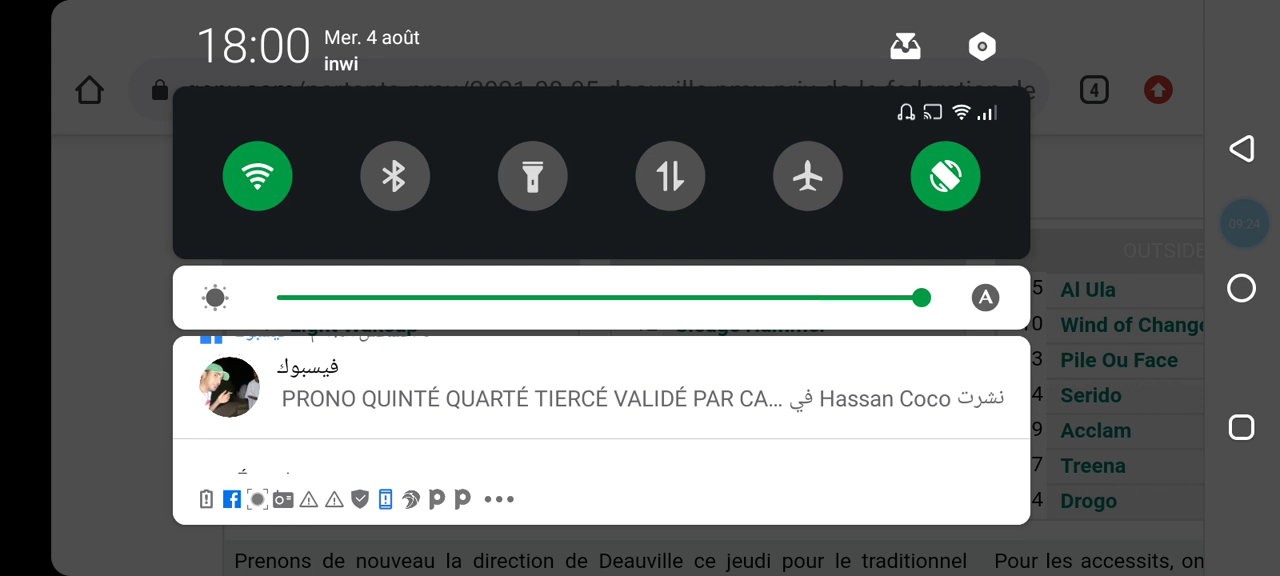 18:00 Mer. 4 août
inwi
4
09:24
OUTSIDE
5 Al Ula
0 Wind of Change
3 Pile Ou Face
4 Serido
9 Acclam
7 Treena
4 Drogo
A
فيسبوك
نشرت Hassan Coco في PRONO QUINTÉ QUARTÉ TIERCÉ VALIDÉ PAR CA...
Prenons de nouveau la direction de Deauville ce jeudi pour le traditionnel
Pour les accessits, on